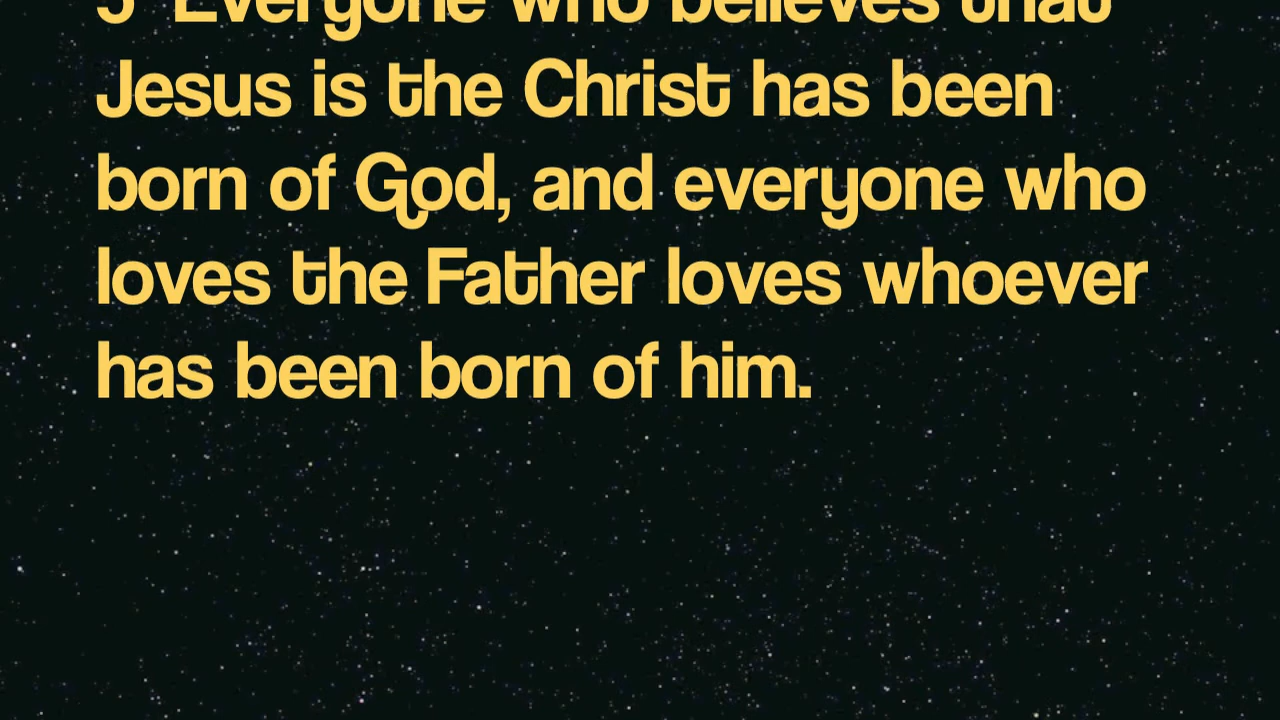 5 Everyone who believes that
Jesus is the Christ has been
born of God, and everyone who
loves the Father loves whoever
has been born of him.